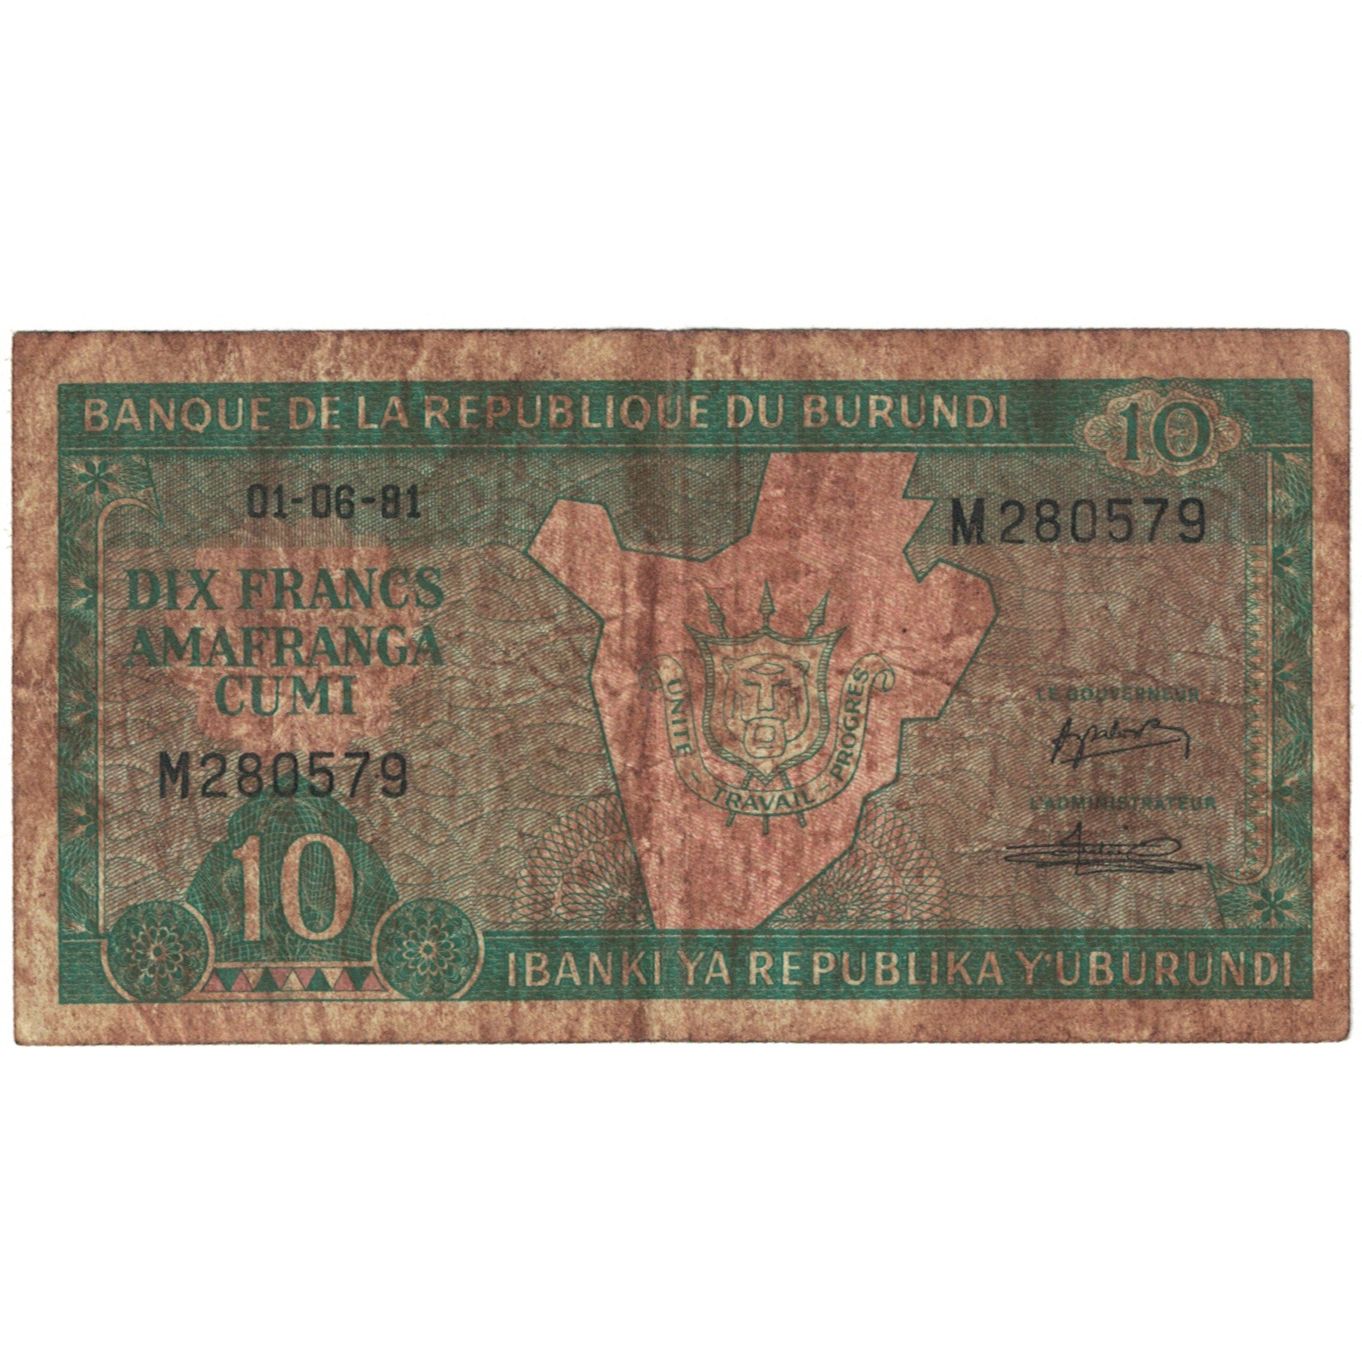 BANQUE DE LA REPUBLIQUE DU BURUNDI
10
01-06-81
M280579
DIX FRANCS
AMAFRANGA
CUMI
M280579
UNITE - TRAVAIL - PROGRES
LE GOUVERNEUR
L'ADMINISTRATEUR
10
IBANKI YA REPUBLIKA Y'UBURUNDI